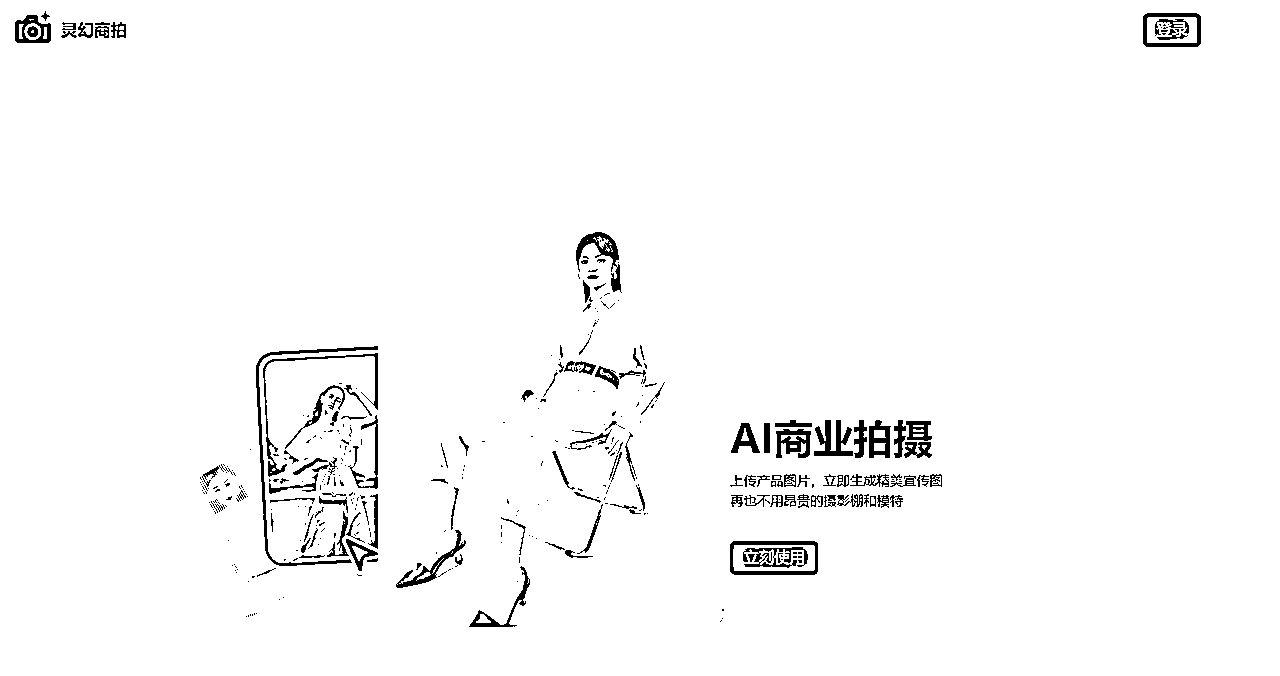 灵幻商拍
登录
AI商业拍摄
上传产品图片，立即生成精美宣传图
再也不用昂贵的摄影棚和模特
立刻使用